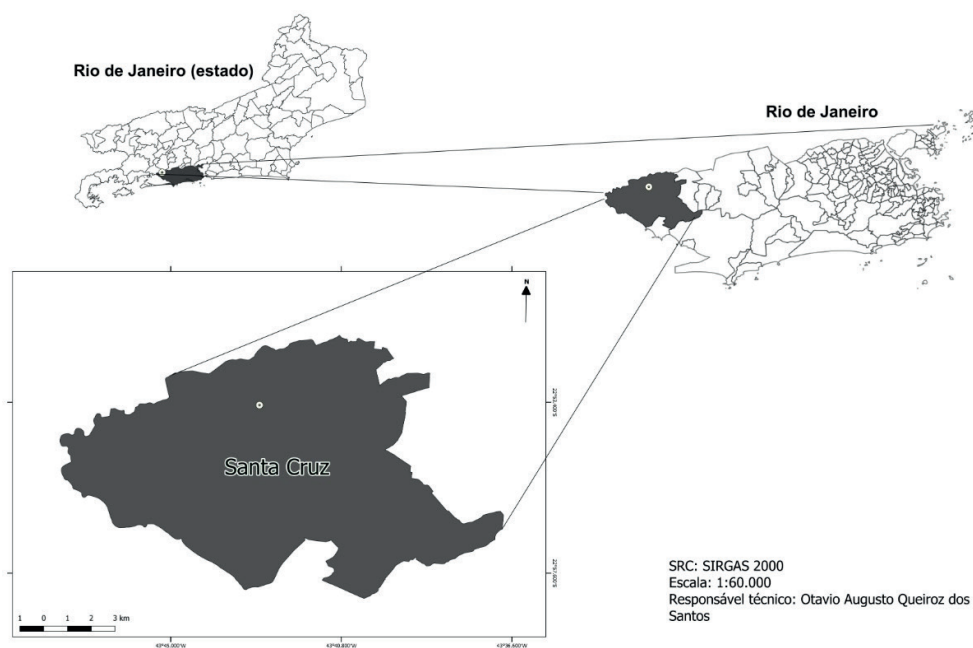 Rio de Janeiro (estado)
Rio de Janeiro
N
Santa Cruz
1 0 1 2 3 km
SRC: SIRGAS 2000
Escala: 1:60.000
Responsável técnico: Otavio Augusto Queiroz dos
Santos